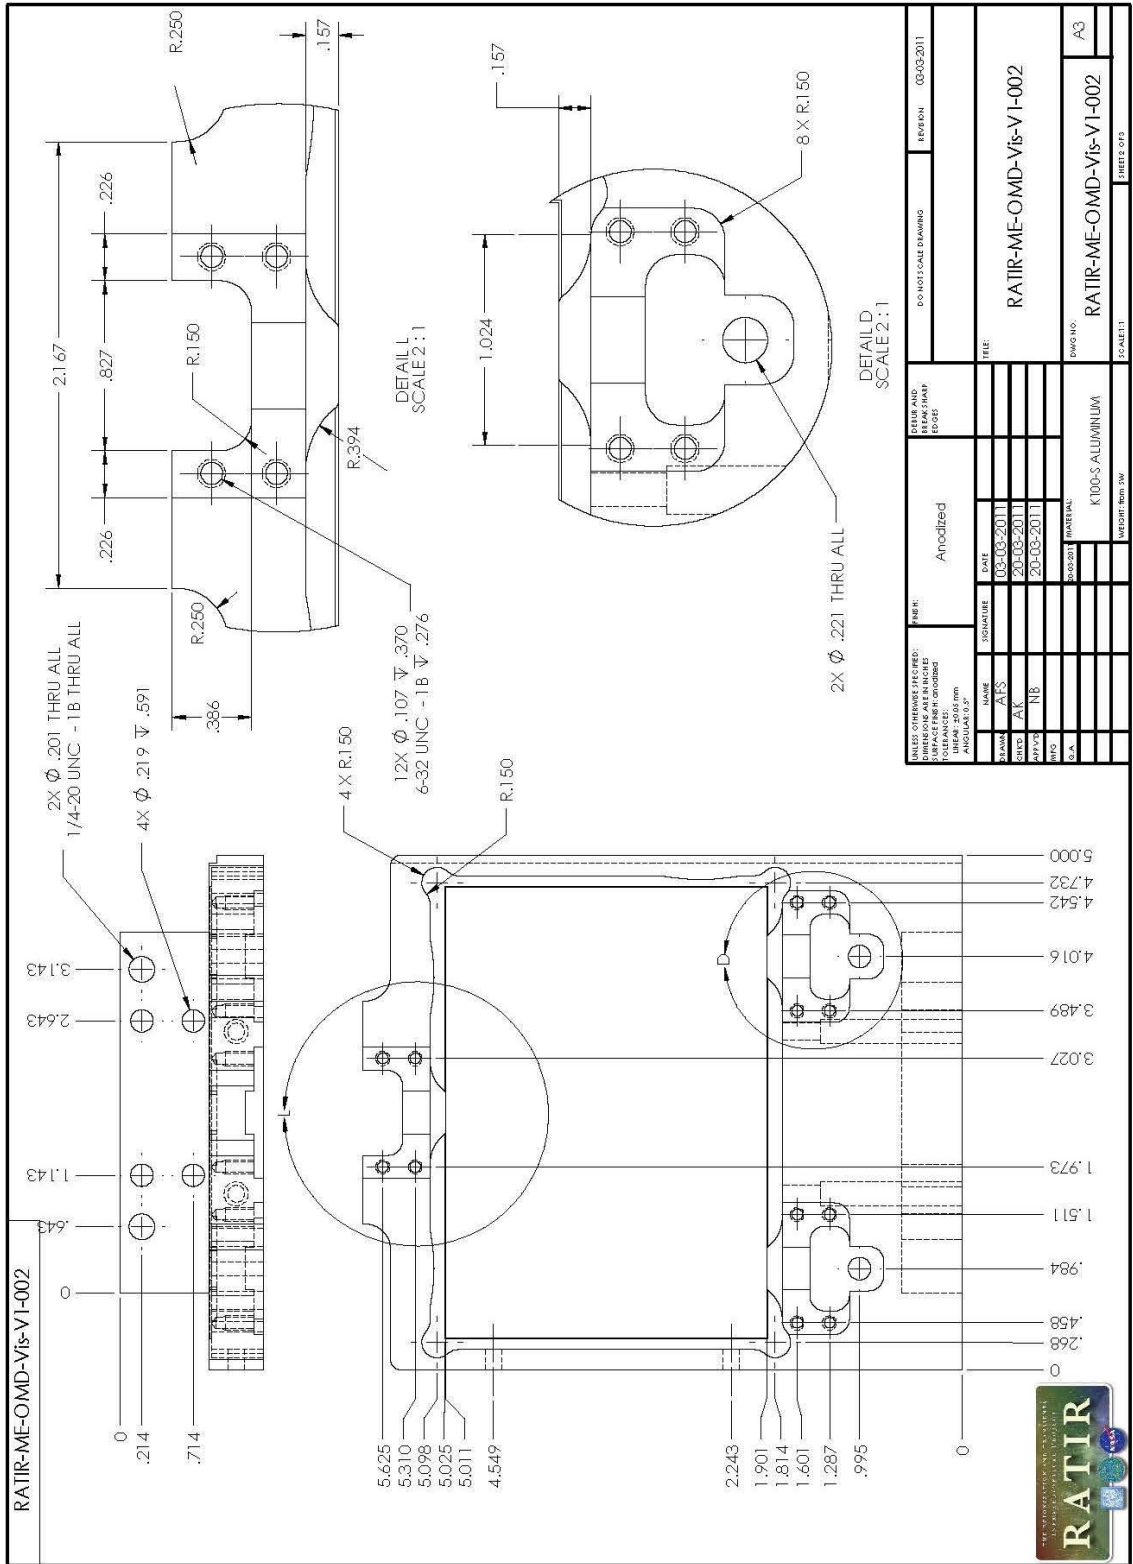 RATIR-ME-OMD-Vis-V1-002
0
.643
1.143
2.643
3.143
0
.214
.714
2X Ø .201 THRU ALL
1/4-20 UNC - 1B THRU ALL
4X Ø .219 ↧ .591
R.250
2.167
R.250
.226
.827
.226
.157
.386
R.150
R.394
DETAIL L
SCALE 2 : 1
12X Ø .107 ↧ .370
6-32 UNC - 1B ↧ .276
4 X R.150
R.150
L
D
5.625
5.310
5.098
5.025
5.011
4.549
2.243
1.901
1.814
1.601
1.287
.995
0
0
.268
.458
.984
1.511
1.973
3.027
3.489
4.016
4.542
4.732
5.000
.157
1.024
8 X R.150
DETAIL D
SCALE 2 : 1
2X Ø .221 THRU ALL
UNLESS OTHERWISE SPECIFIED:
DIMENSIONS ARE IN INCHES
SURFACE FINISH: anodized
TOLERANCES:
LINEAR: ±0.05 mm
ANGULAR: 0.5°
FINISH:
Anodized
DEBUR AND
BREAK SHARP
EDGES
DO NOT SCALE DRAWING
REVISION 03-03-2011
NAME
SIGNATURE
DATE
DRAWN AFS 03-03-2011
CHK'D AK 20-03-2011
APPV'D NB 20-03-2011
MFG
Q.A 20-03-2011
TITLE:
RATIR-ME-OMD-Vis-V1-002
MATERIAL:
K100-S ALUMINUM
DWG NO.
RATIR-ME-OMD-Vis-V1-002
A3
WEIGHT: from SW
SCALE:1:1
SHEET 2 OF 3
RATIR
NASA